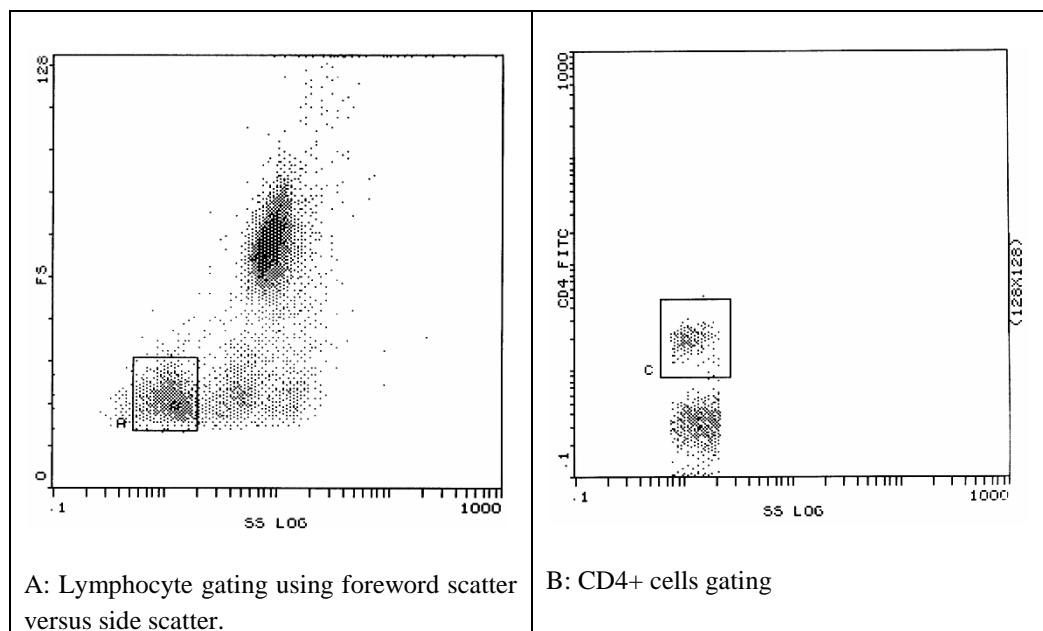 128
FS
0
A
.1
1000
SS LOG
A: Lymphocyte gating using foreword scatter
versus side scatter.
1000
CD4 FITC
.1
C
(128X128)
.1
1000
SS LOG
B: CD4+ cells gating